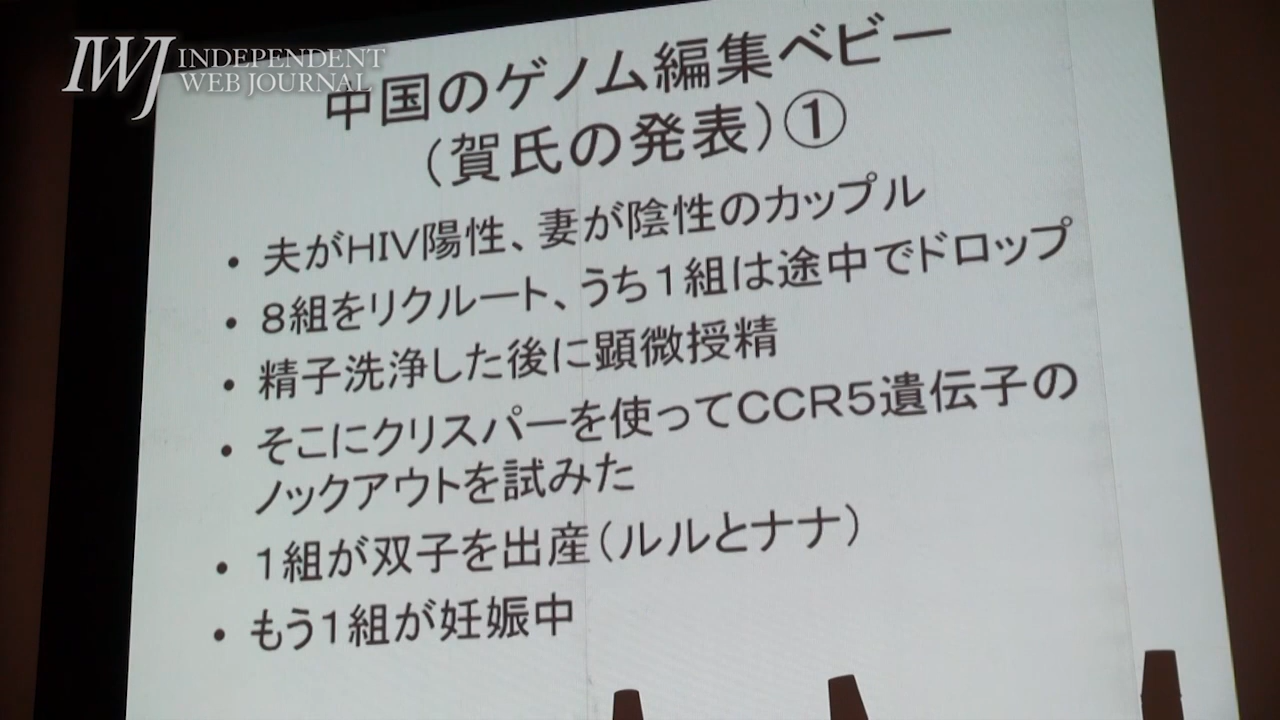 IWJ INDEPENDENT
WEB JOURNAL
中国のゲノム編集ベビー
（賀氏の発表）①
・夫がHIV陽性、妻が陰性のカップル
・８組をリクルート、うち１組は途中でドロップ
・精子洗浄した後に顕微授精
・そこにクリスパーを使ってCCR５遺伝子の
ノックアウトを試みた
・１組が双子を出産（ルルとナナ）
・もう１組が妊娠中